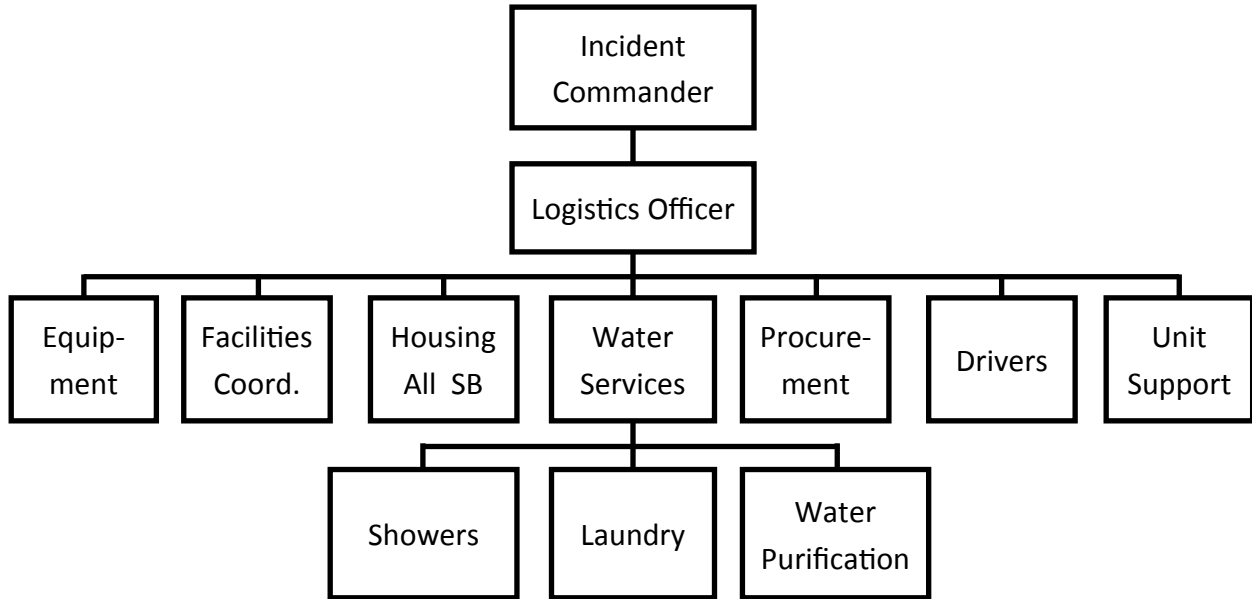 Incident
Commander
Logistics Officer
Equip-
ment
Facilities
Coord.
Housing
All SB
Water
Services
Procure-
ment
Drivers
Unit
Support
Showers
Laundry
Water
Purification